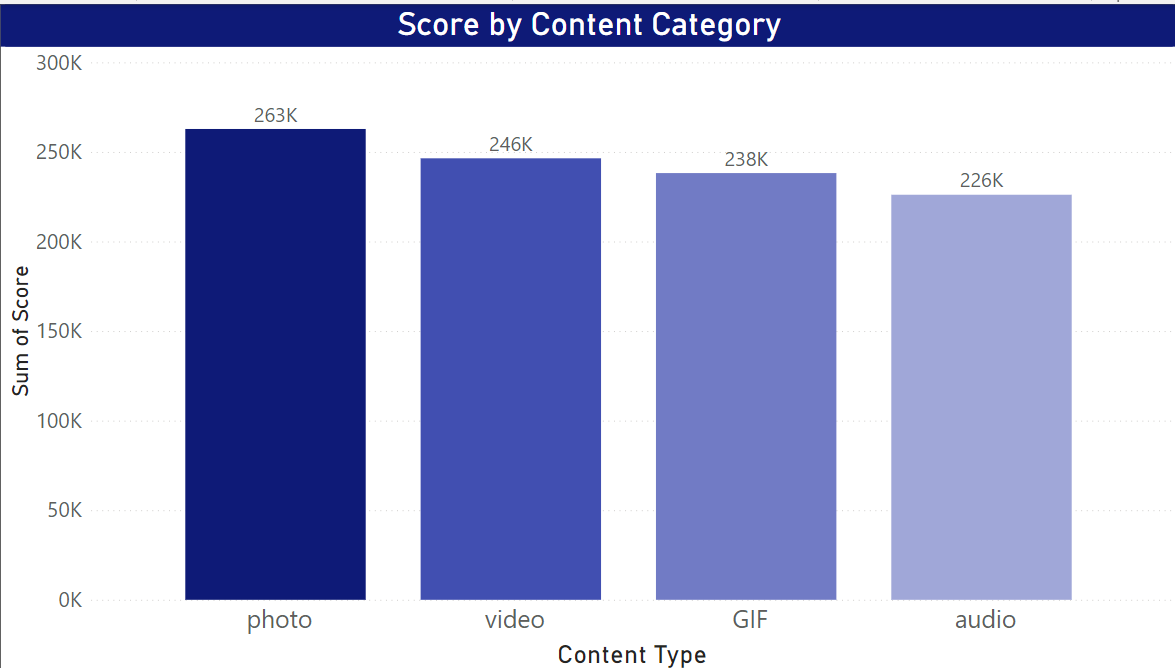 Score by Content Category
300K
263K
250K
246K
238K
226K
200K
Sum of Score
150K
100K
50K
0K
photo video GIF audio
Content Type